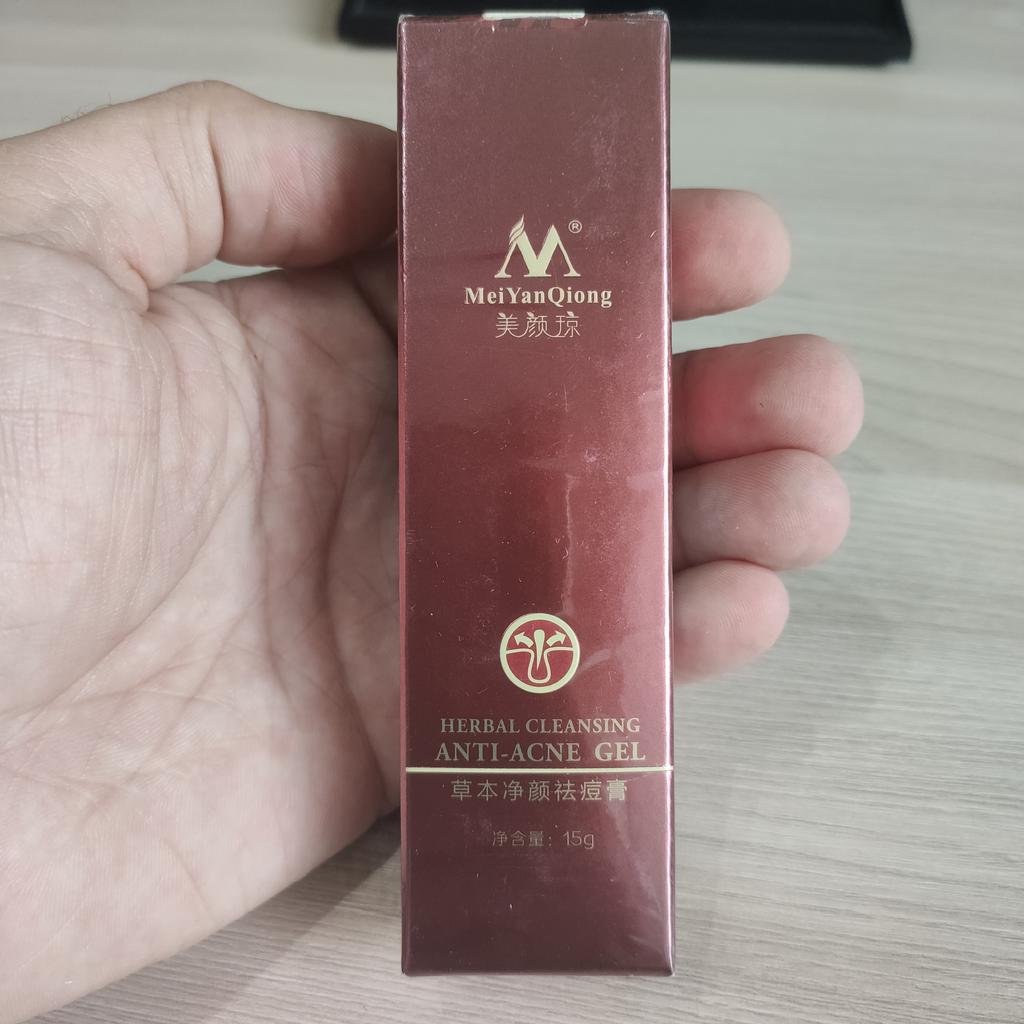 ®
MeiYanQiong
美颜琼
HERBAL CLEANSING
ANTI-ACNE GEL
草本净颜祛痘膏
净含量：15g